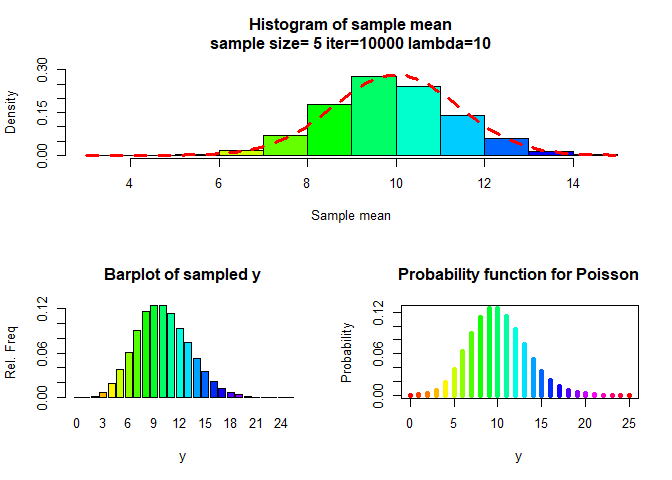 Histogram of sample mean
sample size= 5 iter=10000 lambda=10
Density
0.00 0.15 0.30
4 6 8 10 12 14
Sample mean
Barplot of sampled y
Rel. Freq
0.00 0.06 0.12
0 3 6 9 12 15 18 21 24
y
Probability function for Poisson
Probability
0.00 0.06 0.12
0 5 10 15 20 25
y